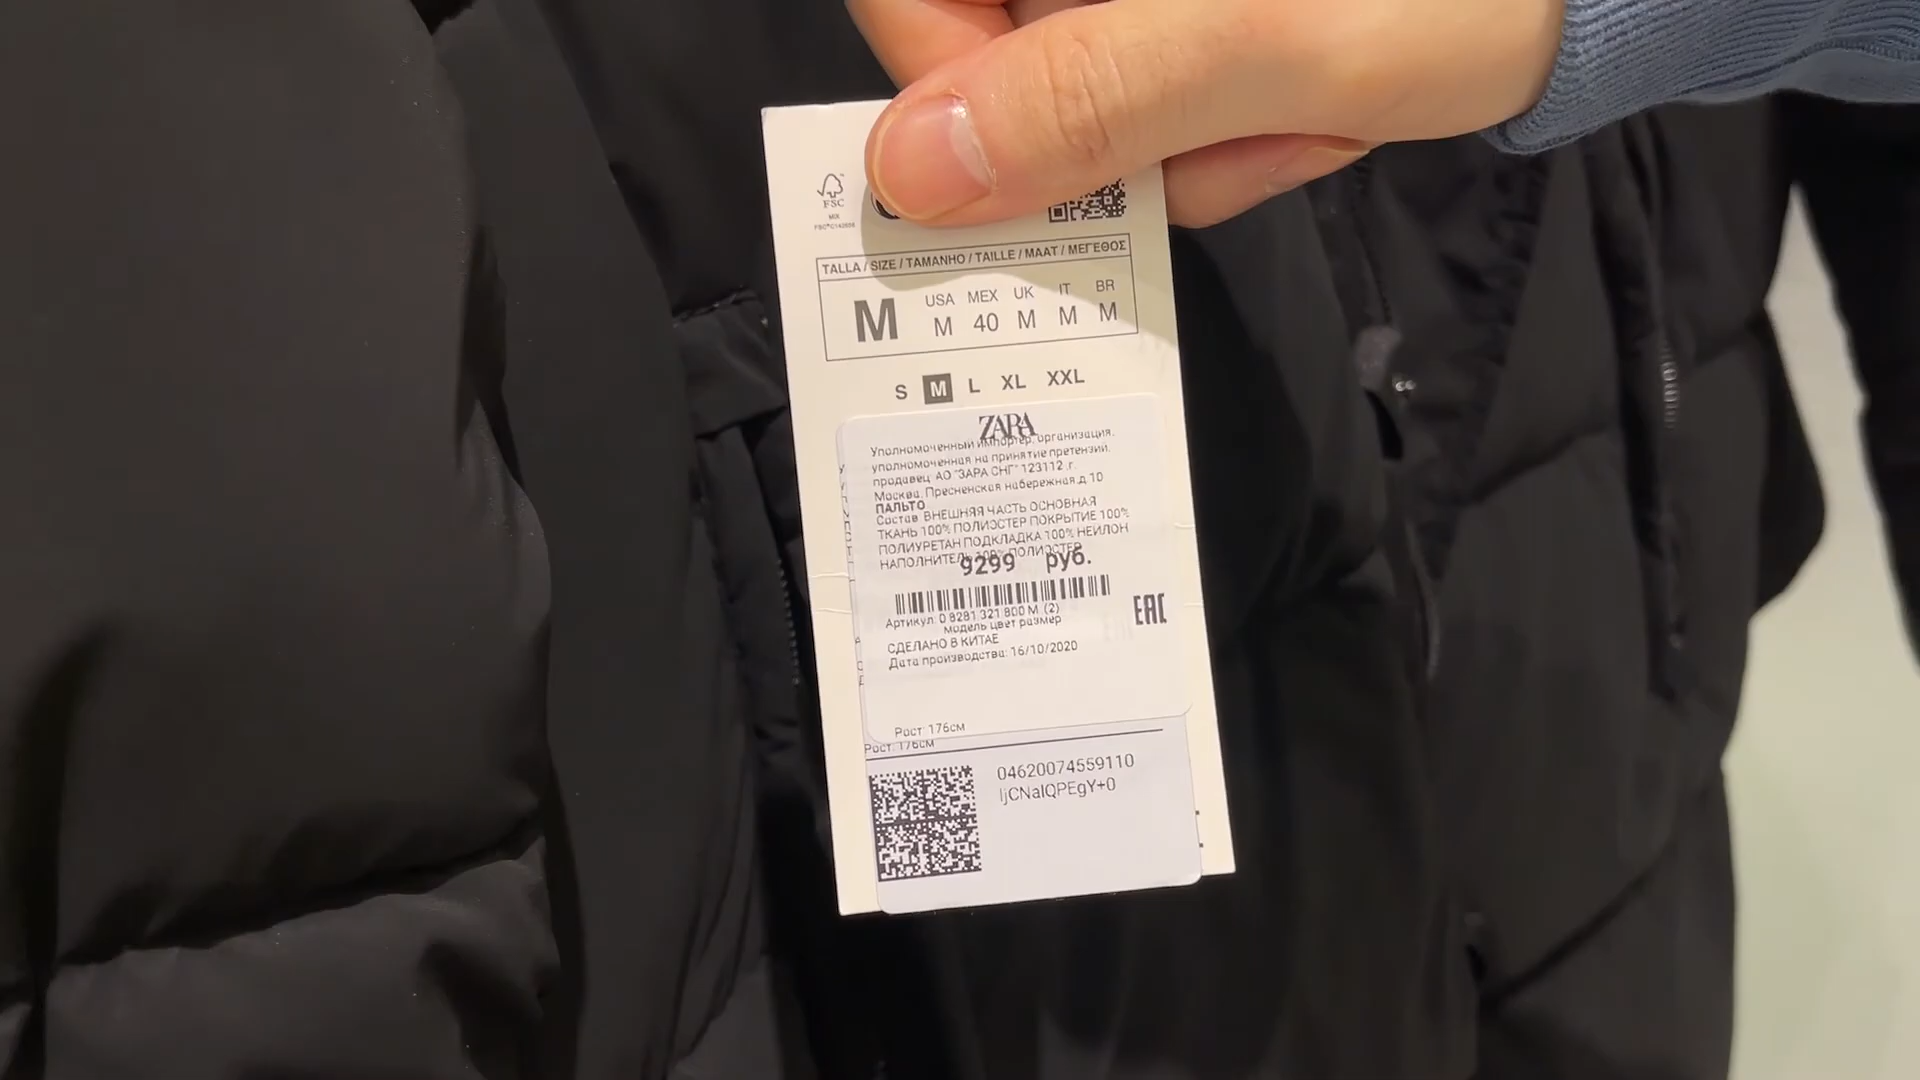 FSC
MIX
TALLA / SIZE / TAMANHO / TAILLE / MAAT / ΜΕΓΕΘΟΣ
M
USA MEX UK IT BR
M 40 M M M
S M L XL XXL
ZARA
Уполномоченный импортер, организация,
уполномоченная на принятие претензий,
продавец: АО "ЗАРА СНГ" 123112 ,г.
Москва, Пресненская набережная,д 10
ПАЛЬТО
Состав: ВНЕШНЯЯ ЧАСТЬ ОСНОВНАЯ
ТКАНЬ 100% ПОЛИЭСТЕР ПОКРЫТИЕ 100%
ПОЛИУРЕТАН ПОДКЛАДКА 100% НЕЙЛОН
НАПОЛНИТЕЛЬ 100% ПОЛИЭСТЕР
9299 руб.
Артикул: 0 8281 321 800 M (2)
модель цвет размер
EAC
СДЕЛАНО В КИТАЕ
Дата производства: 16/10/2020
Рост: 176см
Рост: 176см
04620074559110
IjCNaIQPEgY+0